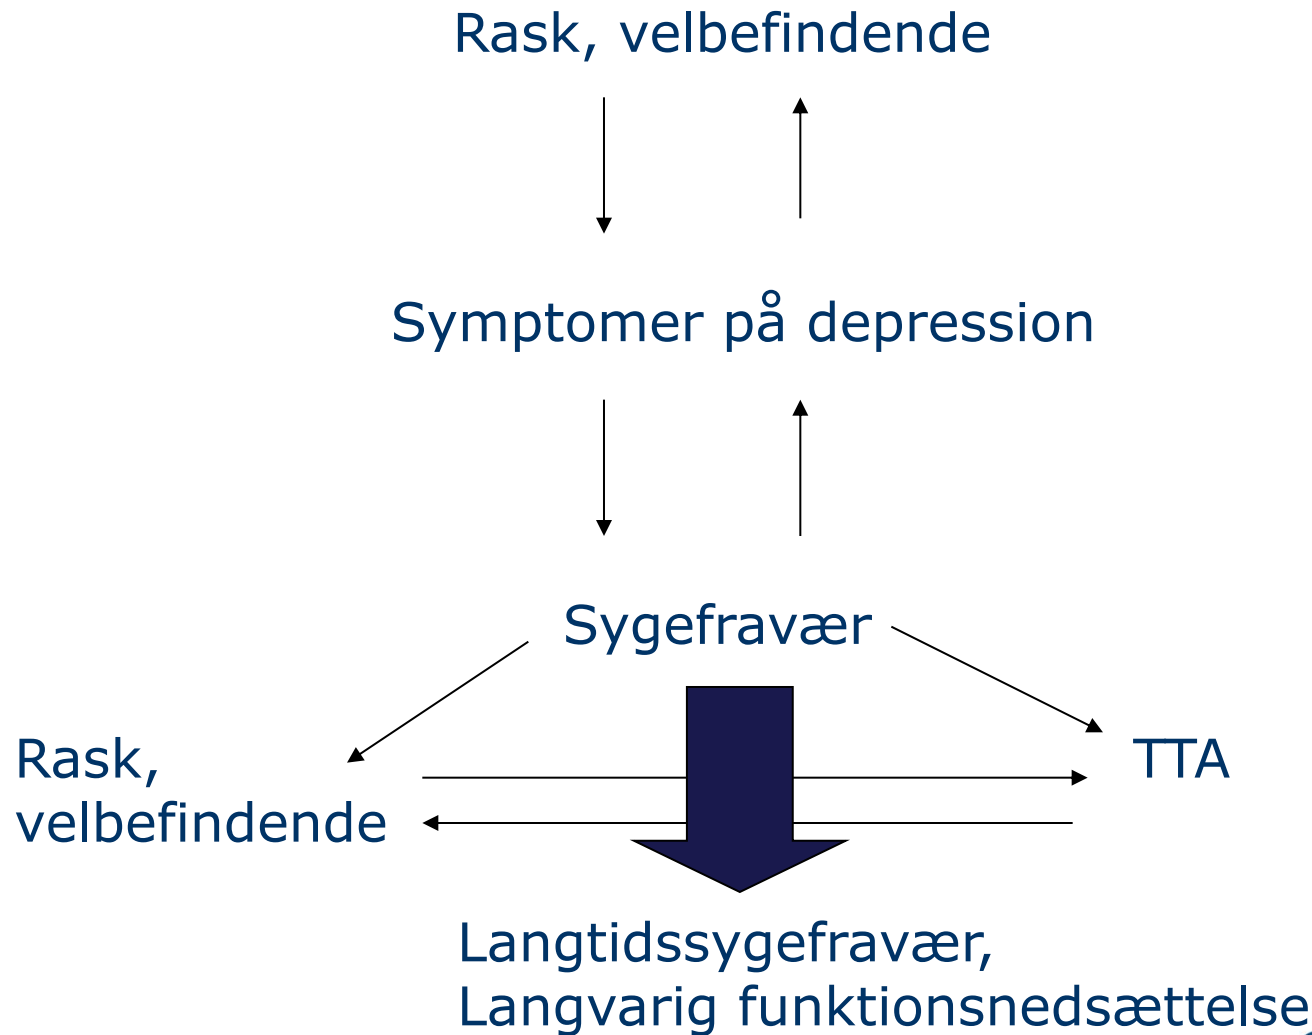 Rask, velbefindende
Symptomer på depression
Sygefravær
Rask,
velbefindende
TTA
Langtidssygefravær,
Langvarig funktionsnedsættelse